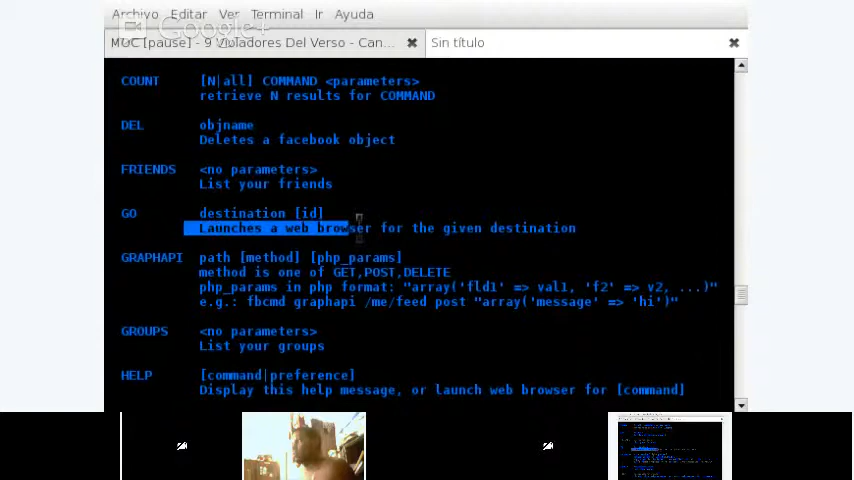 Archivo Editar Ver Terminal Ir Ayuda
Google+
MOC [pause] - 9 Violadores Del Verso - Can...
Sin título
COUNT [N|all] COMMAND <parameters>
retrieve N results for COMMAND
DEL objname
Deletes a facebook object
FRIENDS <no parameters>
List your friends
GO destination [id]
Launches a web browser for the given destination
GRAPHAPI path [method] [php_params]
method is one of GET,POST,DELETE
php_params in php format: "array('fld1' => val1, 'f2' => v2, ...)"
e.g.: fbcmd graphapi /me/feed post "array('message' => 'hi')"
GROUPS <no parameters>
List your groups
HELP [command|preference]
Display this help message, or launch web browser for [command]